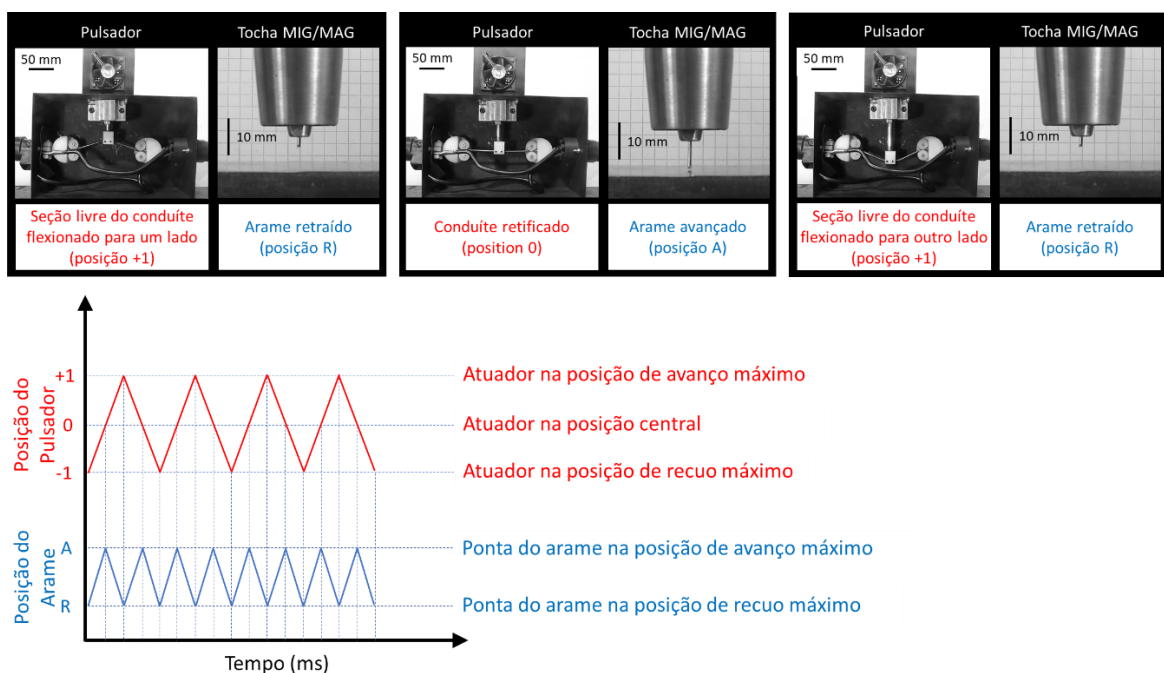 Pulsador
Tocha MIG/MAG
50 mm
10 mm
Seção livre do conduíte
flexionado para um lado
(posição +1)
Arame retraído
(posição R)
Pulsador
Tocha MIG/MAG
50 mm
10 mm
Conduíte retificado
(position 0)
Arame avançado
(posição A)
Pulsador
Tocha MIG/MAG
50 mm
10 mm
Seção livre do conduíte
flexionado para outro lado
(posição +1)
Arame retraído
(posição R)
Posição do
Pulsador
+1
0
-1
Atuador na posição de avanço máximo
Atuador na posição central
Atuador na posição de recuo máximo
Posição do
Arame
A
R
Ponta do arame na posição de avanço máximo
Ponta do arame na posição de recuo máximo
Tempo (ms)